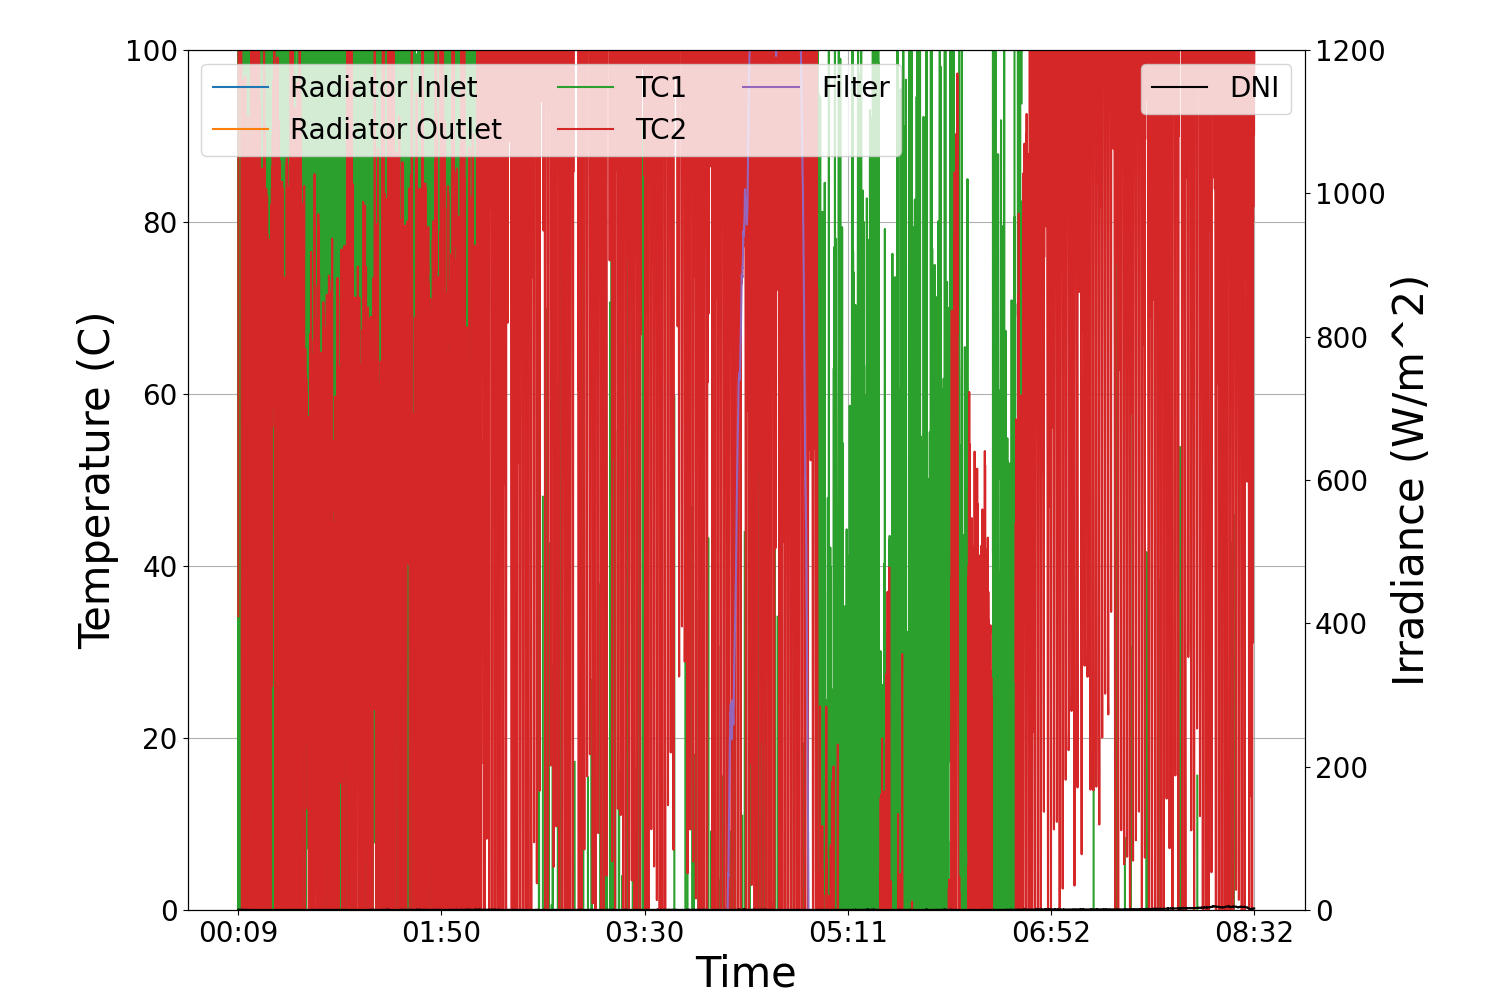 100
80
60
40
20
0
Temperature (C)
Radiator Inlet
Radiator Outlet
TC1
TC2
Filter
DNI
1200
1000
800
600
400
200
0
Irradiance (W/m^2)
00:09
01:50
03:30
05:11
06:52
08:32
Time